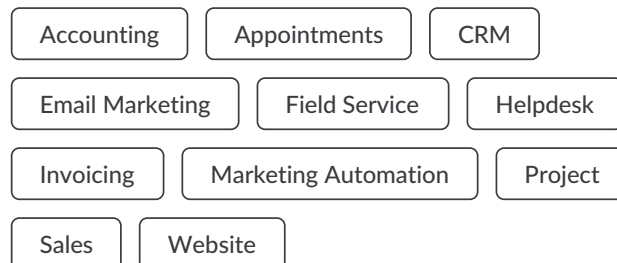 Accounting Appointments CRM
Email Marketing Field Service Helpdesk
Invoicing Marketing Automation Project
Sales Website